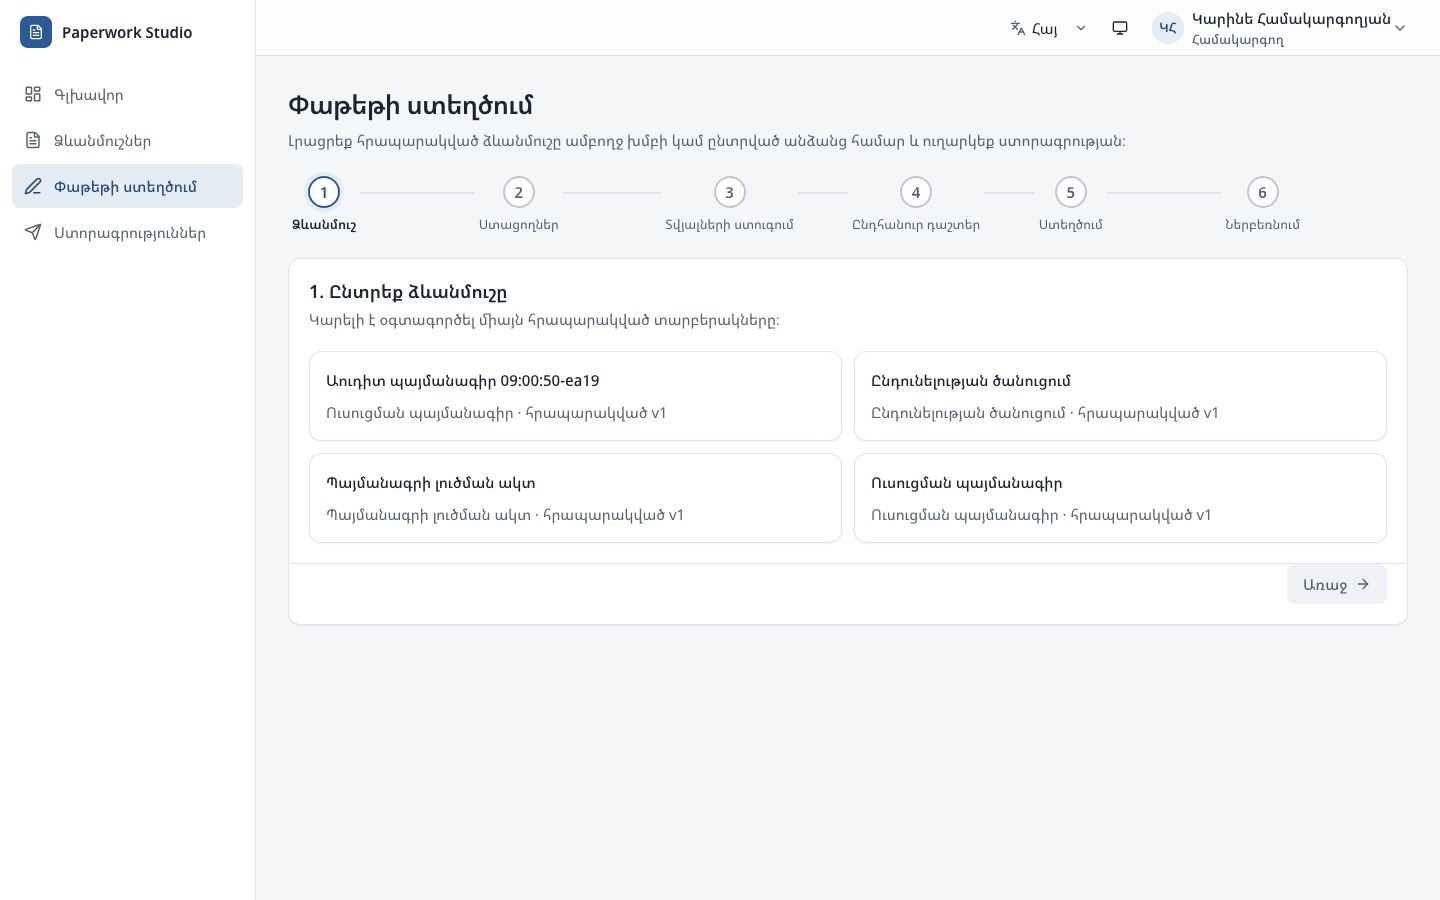 Paperwork Studio
Հայ
ԿՀ
Կարինե Համակարգողյան
Համակարգող
Գլխավոր
Ձևանմուշներ
Փաթեթի ստեղծում
Ստորագրություններ
Փաթեթի ստեղծում
Լրացրեք հրապարակված ձևանմուշը ամբողջ խմբի կամ ընտրված անձանց համար և ուղարկեք ստորագրության։
1
2
3
4
5
6
Ձևանմուշ
Ստացողներ
Տվյալների ստուգում
Ընդհանուր դաշտեր
Ստեղծում
Ներբեռնում
1. Ընտրեք ձևանմուշը
Կարելի է օգտագործել միայն հրապարակված տարբերակները։
Աուդիտ պայմանագիր 09:00:50-ea19
Ուսուցման պայմանագիր · հրապարակված v1
Ընդունելության ծանուցում
Ընդունելության ծանուցում · հրապարակված v1
Պայմանագրի լուծման ակտ
Պայմանագրի լուծման ակտ · հրապարակված v1
Ուսուցման պայմանագիր
Ուսուցման պայմանագիր · հրապարակված v1
Առաջ